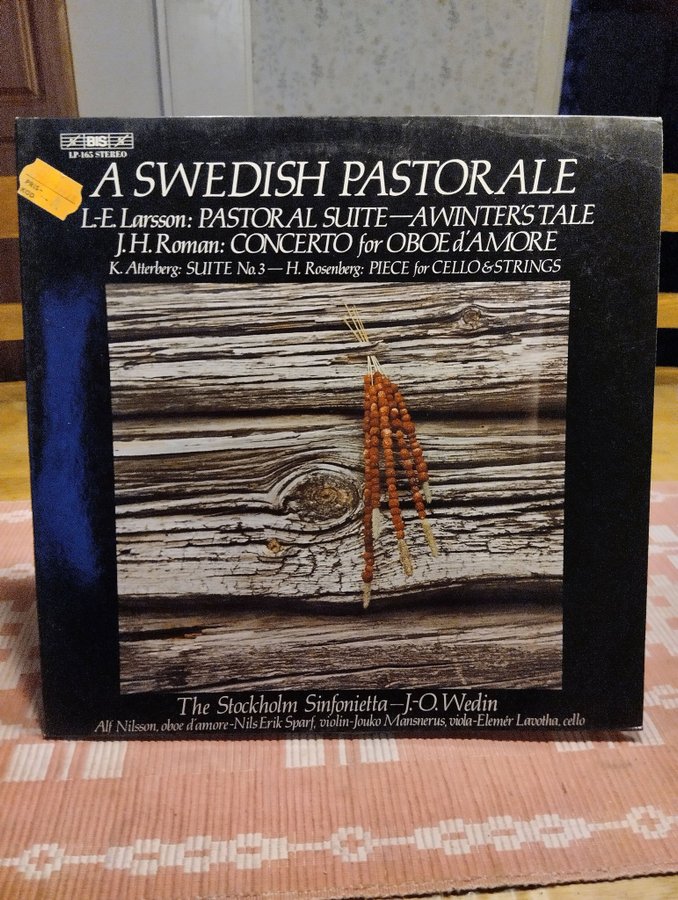 BIS
LP-165 STEREO
PRIS-
A SWEDISH PASTORALE
L.-E. Larsson: PASTORAL SUITE—A WINTER'S TALE
J.H. Roman: CONCERTO for OBOE d'AMORE
K. Atterberg: SUITE No. 3 — H. Rosenberg: PIECE for CELLO & STRINGS
The Stockholm Sinfonietta—J.-O. Wedin
Alf Nilsson, oboe d'amore-Nils Erik Sparf, violin-Jouko Mansnerus, viola-Elemér Lavotha, cello